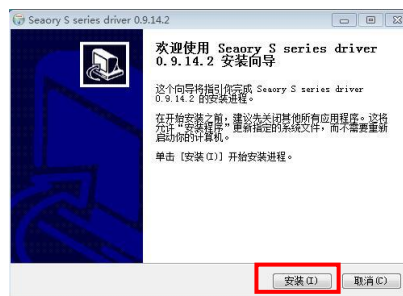 Seaory S series driver 0.9.14.2
欢迎使用 Seaory S series driver
0.9.14.2 安装向导
这个向导将指引你完成 Seaory S series driver
0.9.14.2 的安装进程。
在开始安装之前，建议先关闭其他所有应用程序。这将
允许“安装程序”更新指定的系统文件，而不需要重新
启动你的计算机。
单击 [安装(I)] 开始安装进程。
安装(I)
取消(C)